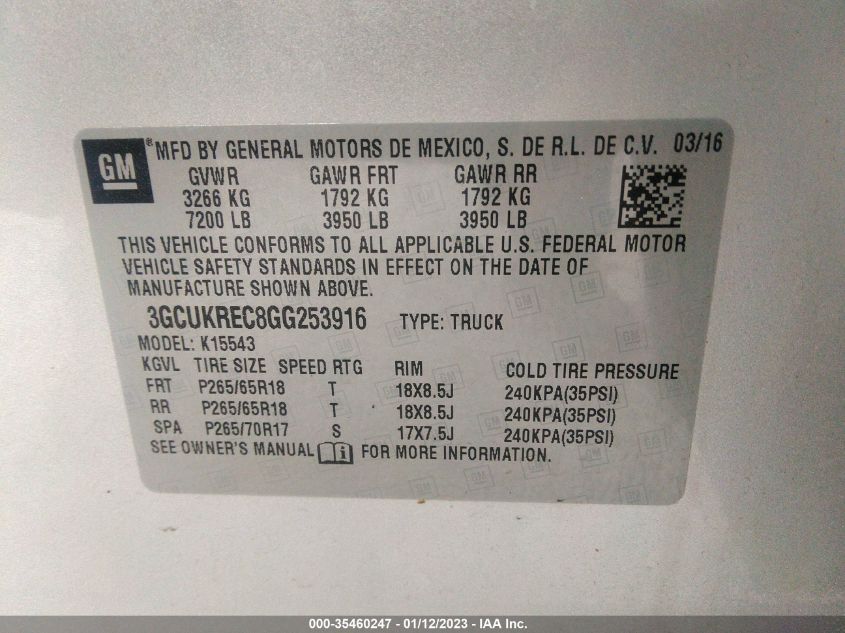 GM ® MFD BY GENERAL MOTORS DE MEXICO, S. DE R.L. DE C.V. 03/16
GVWR GAWR FRT GAWR RR
3266 KG 1792 KG 1792 KG
7200 LB 3950 LB 3950 LB
THIS VEHICLE CONFORMS TO ALL APPLICABLE U.S. FEDERAL MOTOR
VEHICLE SAFETY STANDARDS IN EFFECT ON THE DATE OF
MANUFACTURE SHOWN ABOVE.
3GCUKREC8GG253916 TYPE: TRUCK
MODEL: K15543
KGVL TIRE SIZE SPEED RTG RIM COLD TIRE PRESSURE
FRT P265/65R18 T 18X8.5J 240KPA(35PSI)
RR P265/65R18 T 18X8.5J 240KPA(35PSI)
SPA P265/70R17 S 17X7.5J 240KPA(35PSI)
SEE OWNER'S MANUAL i FOR MORE INFORMATION.
000-35460247 - 01/12/2023 - IAA Inc.